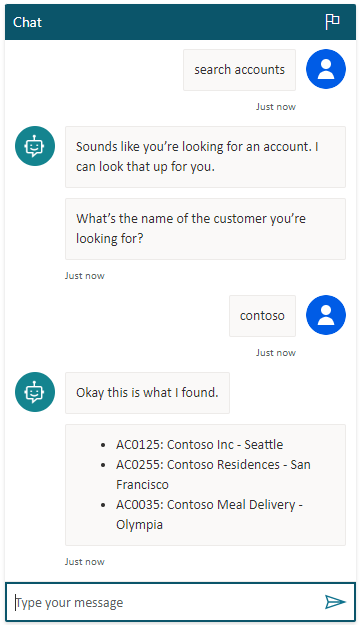 Chat
search accounts
Just now
Sounds like you’re looking for an account. I
can look that up for you.
What’s the name of the customer you’re
looking for?
Just now
contoso
Just now
Okay this is what I found.
• AC0125: Contoso Inc - Seattle
• AC0255: Contoso Residences - San
Francisco
• AC0035: Contoso Meal Delivery -
Olympia
Just now
Type your message